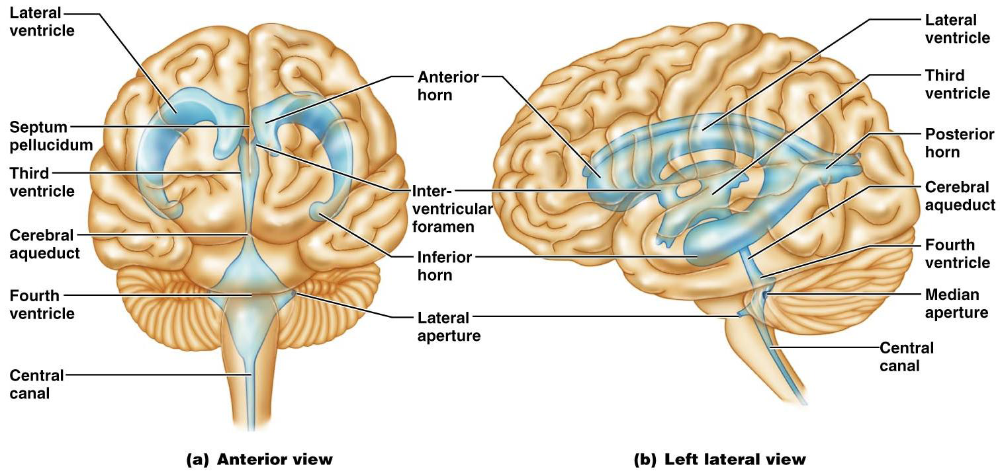 Lateral
ventricle
Septum
pellucidum
Third
ventricle
Cerebral
aqueduct
Fourth
ventricle
Central
canal
Anterior
horn
Inter-
ventricular
foramen
Inferior
horn
Lateral
aperture
Lateral
ventricle
Third
ventricle
Posterior
horn
Cerebral
aqueduct
Fourth
ventricle
Median
aperture
Central
canal
(a) Anterior view
(b) Left lateral view